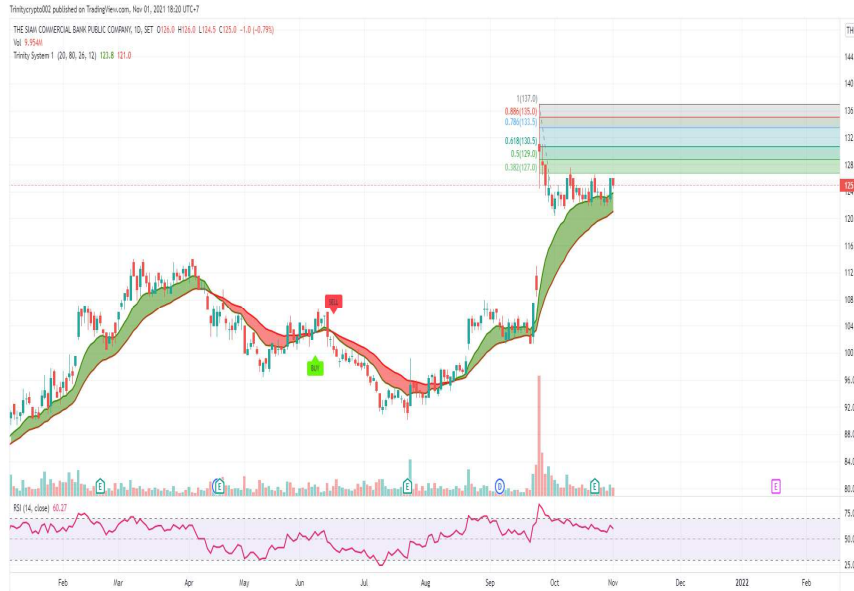 Trinitycrypto002 published on TradingView.com, Nov 01, 2021 18:20 UTC+7
THE SIAM COMMERCIAL BANK PUBLIC COMPANY, 1D, SET O126.0 H126.0 L124.5 C125.0 -1.0 (-0.79%)
Vol 9.954M
Trinity System 1 (20, 80, 26, 12) 123.8 121.0
TH
144
140
1(137.0)
136
0.886(135.0)
0.786(133.5)
132
0.618(130.5)
0.5(129.0)
128
0.382(127.0)
125
124
120
116
112
SELL
108
104
100
BUY
96.0
92.0
88.0
84.0
E E E D E E
80.0
RSI (14, close) 60.27
75.0
50.0
25.0
Feb Mar Apr May Jun Jul Aug Sep Oct Nov Dec 2022 Feb